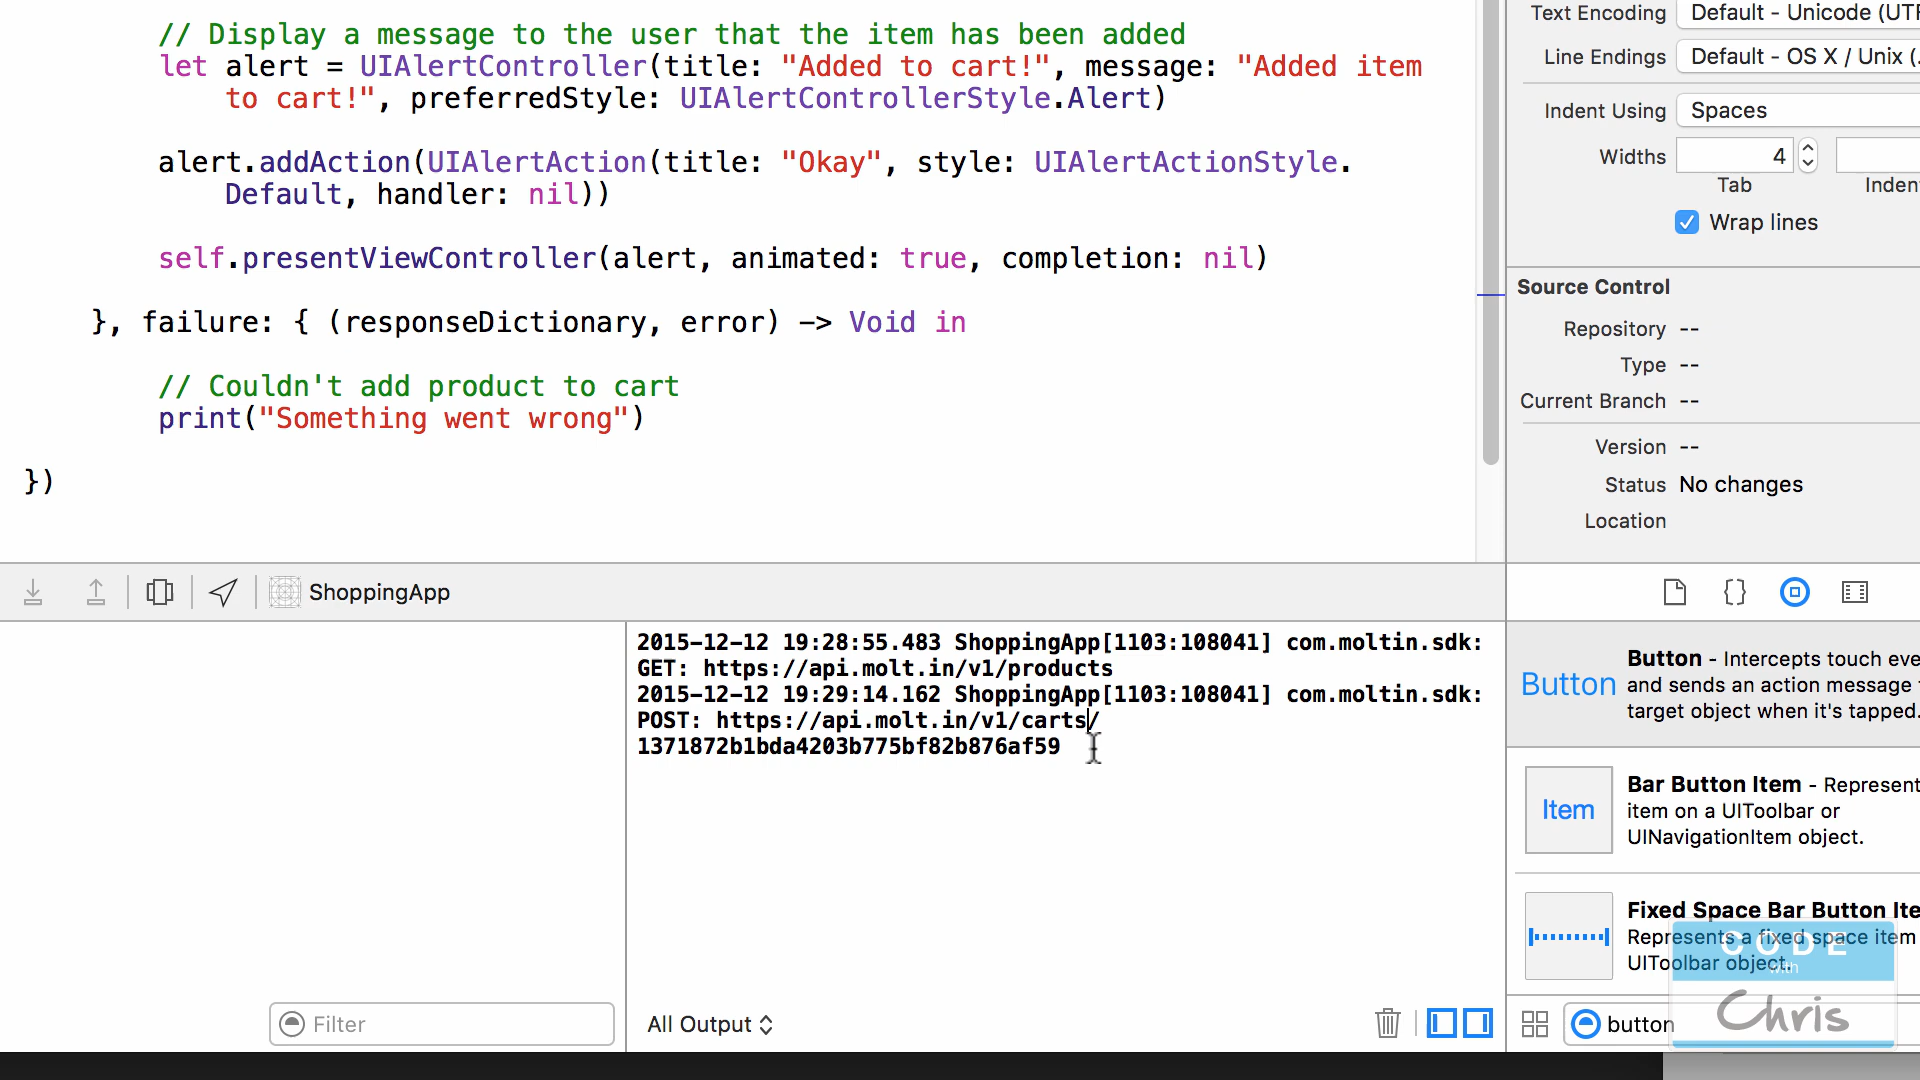 // Display a message to the user that the item has been added
let alert = UIAlertController(title: "Added to cart!", message: "Added item
to cart!", preferredStyle: UIAlertControllerStyle.Alert)
alert.addAction(UIAlertAction(title: "Okay", style: UIAlertActionStyle.
Default, handler: nil))
self.presentViewController(alert, animated: true, completion: nil)
}, failure: { (responseDictionary, error) -> Void in
// Couldn't add product to cart
print("Something went wrong")
})
ShoppingApp
Filter
2015-12-12 19:28:55.483 ShoppingApp[1103:108041] com.moltin.sdk:
GET: https://api.molt.in/v1/products
2015-12-12 19:29:14.162 ShoppingApp[1103:108041] com.moltin.sdk:
POST: https://api.molt.in/v1/carts/
1371872b1bda4203b775bf82b876af59
All Output
Text Encoding Default - Unicode (UTF
Line Endings Default - OS X / Unix (.
Indent Using Spaces
Widths 4
Tab Inden
Wrap lines
Source Control
Repository --
Type --
Current Branch --
Version --
Status No changes
Location
{}
Button
Button - Intercepts touch eve
and sends an action message
target object when it's tapped.
Item
Bar Button Item - Represent
item on a UIToolbar or
UINavigationItem object.
Fixed Space Bar Button Ite
Represents a fixed space item
UIToolbar object.
button
CODE
with
Chris